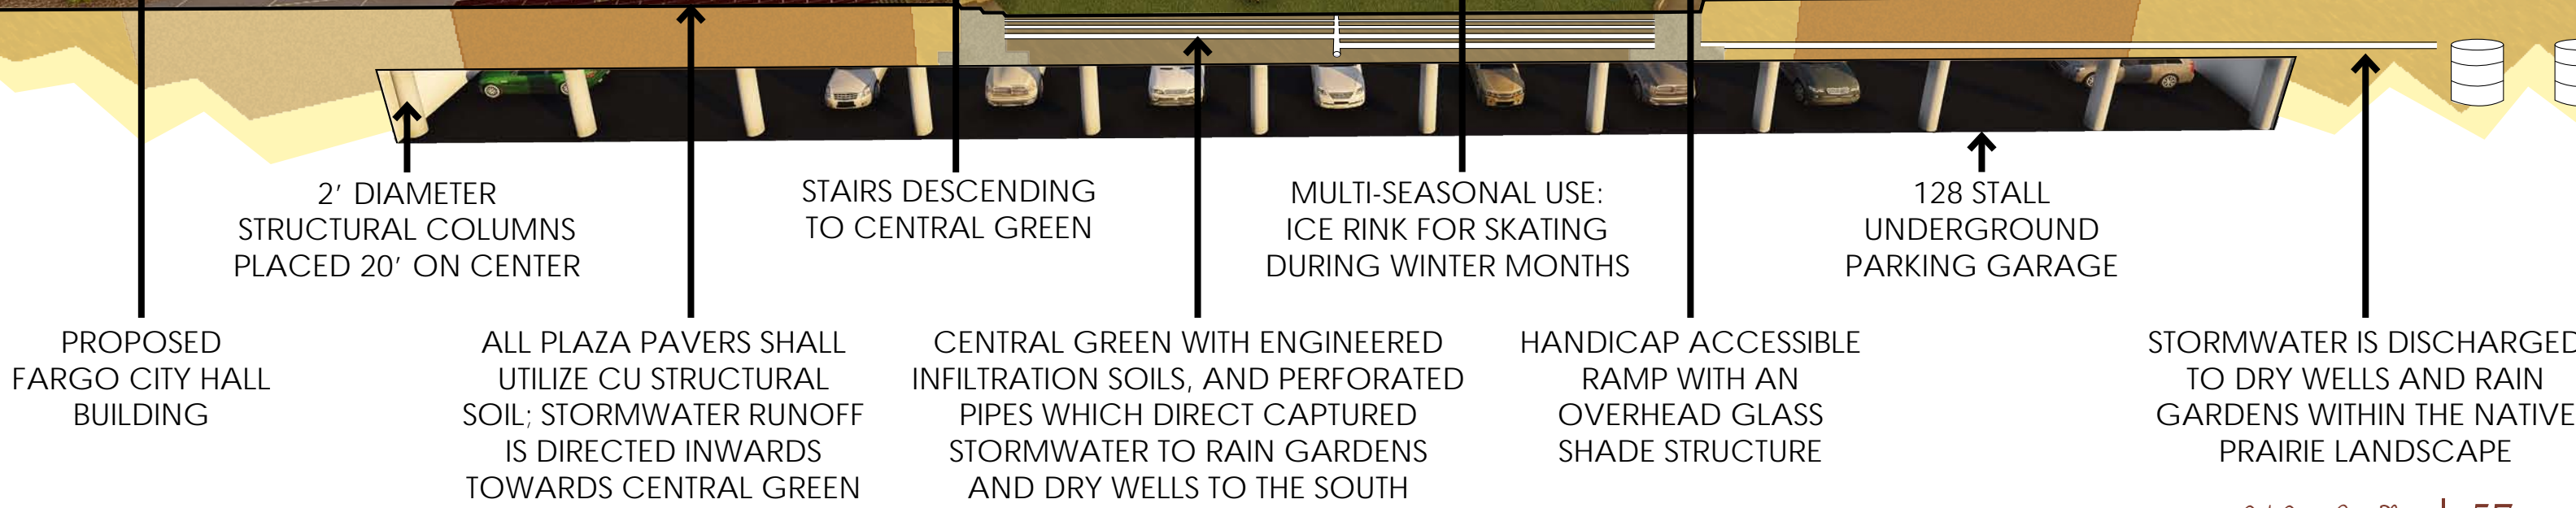 2' DIAMETER
STRUCTURAL COLUMNS
PLACED 20' ON CENTER
STAIRS DESCENDING
TO CENTRAL GREEN
MULTI-SEASONAL USE:
ICE RINK FOR SKATING
DURING WINTER MONTHS
128 STALL
UNDERGROUND
PARKING GARAGE
PROPOSED
FARGO CITY HALL
BUILDING
ALL PLAZA PAVERS SHALL
UTILIZE CU STRUCTURAL
SOIL; STORMWATER RUNOFF
IS DIRECTED INWARDS
TOWARDS CENTRAL GREEN
CENTRAL GREEN WITH ENGINEERED
INFILTRATION SOILS, AND PERFORATED
PIPES WHICH DIRECT CAPTURED
STORMWATER TO RAIN GARDENS
AND DRY WELLS TO THE SOUTH
HANDICAP ACCESSIBLE
RAMP WITH AN
OVERHEAD GLASS
SHADE STRUCTURE
STORMWATER IS DISCHARGED
TO DRY WELLS AND RAIN
GARDENS WITHIN THE NATIVE
PRAIRIE LANDSCAPE